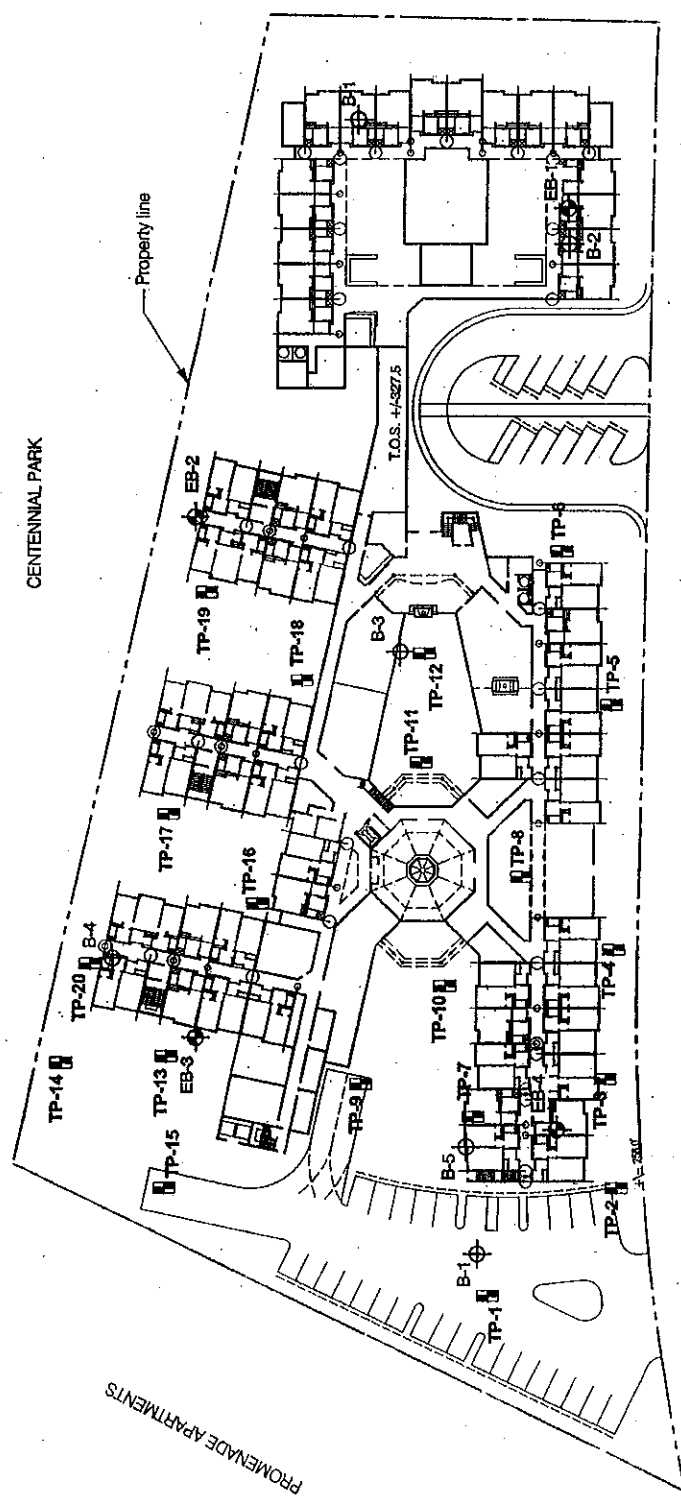 CENTENNIAL PARK
Property line
B-1
EB-1
B-2
T.O.S. +/-327.5
EB-2
TP-19
TP-18
TP-6
B-3
TP-12
TP-5
TP-11
TP-17
TP-16
TP-8
B-4
TP-20
TP-10
TP-4
TP-14
TP-13
EB-3
TP-9
TP-7
EB-4
TP-3
TP-15
B-5
TP-2
B-1
TP-1
PROMENADE APARTMENTS